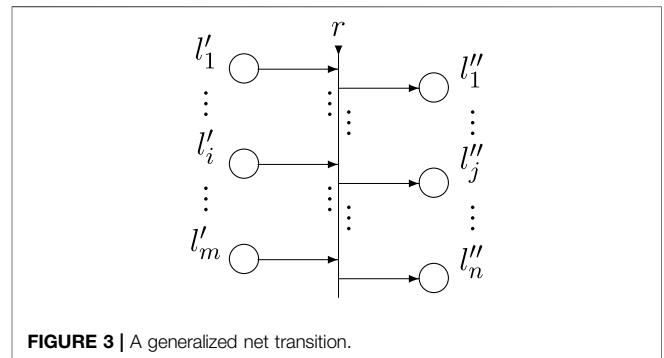 r
l′₁
l″₁
⋮ ⋮ ⋮ ⋮
l′ᵢ
l″ⱼ
⋮ ⋮ ⋮ ⋮
l′ₘ
l″ₙ
FIGURE 3 | A generalized net transition.